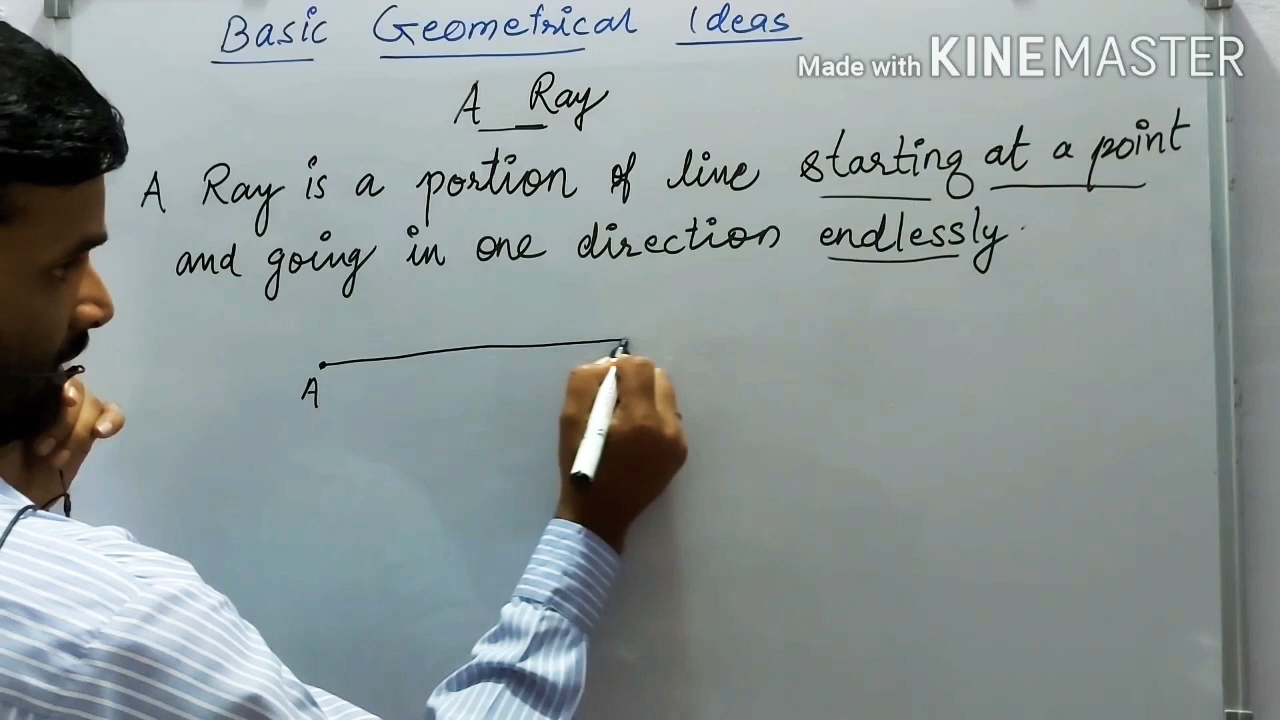 Basic Geometrical Ideas
Made with KINEMASTER
A Ray
A Ray is a portion of line starting at a point
and going in one direction endlessly.
A